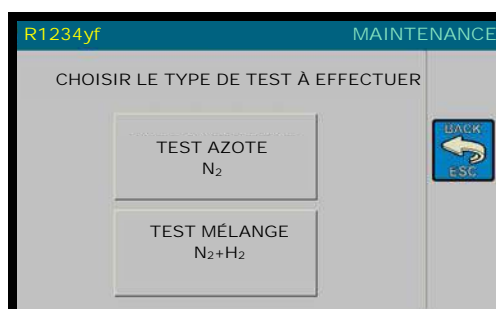 R1234yf MAINTENANCE
CHOISIR LE TYPE DE TEST À EFFECTUER
BACK
ESC
TEST AZOTE
N₂
TEST MÉLANGE
N₂+H₂